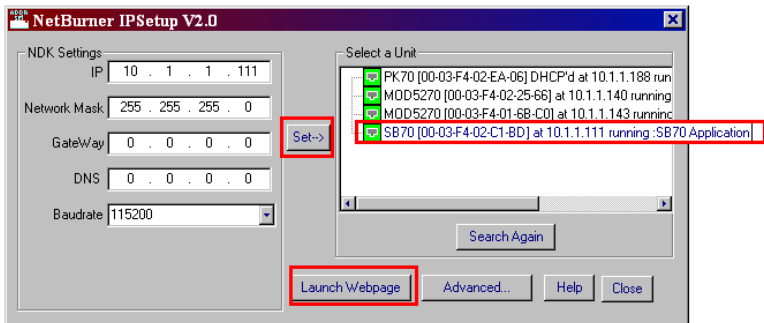 NetBurner IPSetup V2.0
NDK Settings
IP 10 . 1 . 1 . 111
Network Mask 255 . 255 . 255 . 0
GateWay 0 . 0 . 0 . 0
DNS 0 . 0 . 0 . 0
Baudrate 115200
Set-->
Select a Unit
PK70 [00-03-F4-02-EA-06] DHCP'd at 10.1.1.188 run
MOD5270 [00-03-F4-02-25-66] at 10.1.1.140 running
MOD5270 [00-03-F4-01-6B-C0] at 10.1.1.143 running
SB70 [00-03-F4-02-C1-BD] at 10.1.1.111 running :SB70 Application
Search Again
Launch Webpage
Advanced...
Help
Close